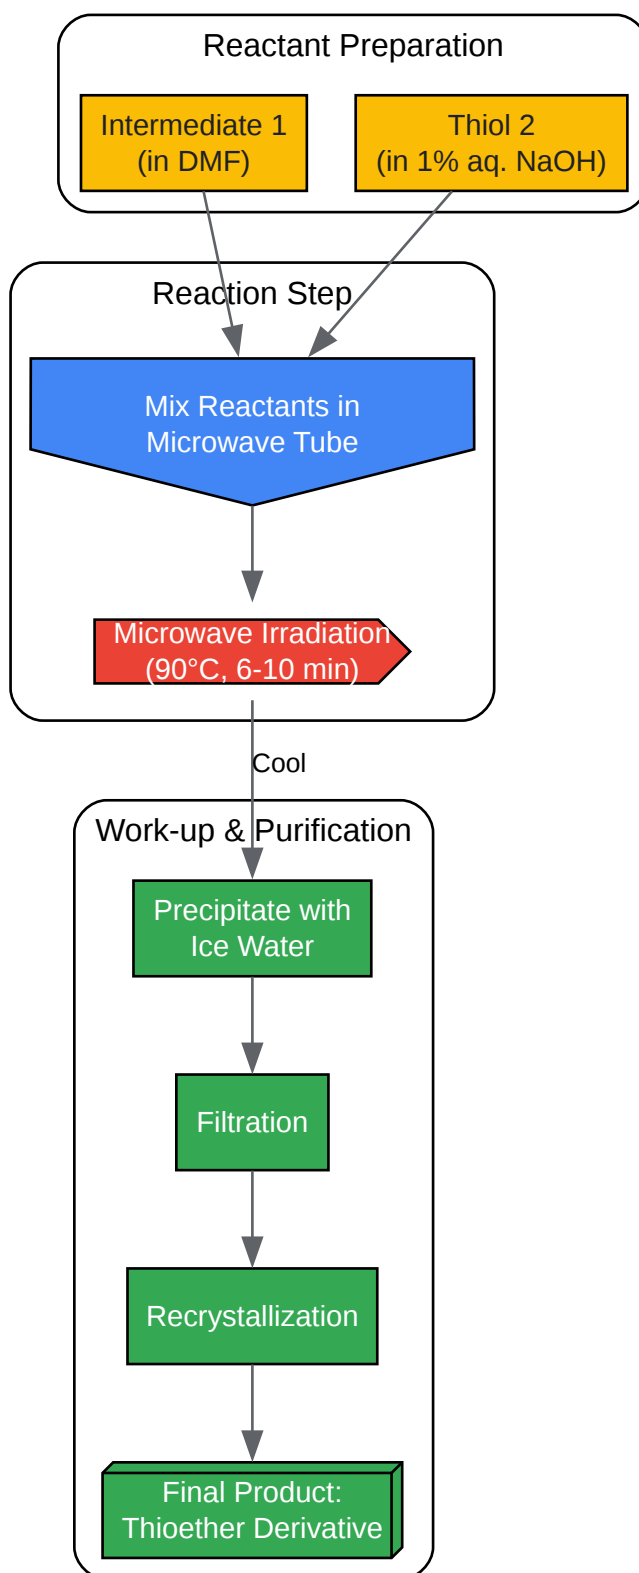 Reactant Preparation
Intermediate 1
(in DMF)
Thiol 2
(in 1% aq. NaOH)
Reaction Step
Mix Reactants in
Microwave Tube
Microwave Irradiation
(90°C, 6-10 min)
Cool
Work-up & Purification
Precipitate with
Ice Water
Filtration
Recrystallization
Final Product:
Thioether Derivative